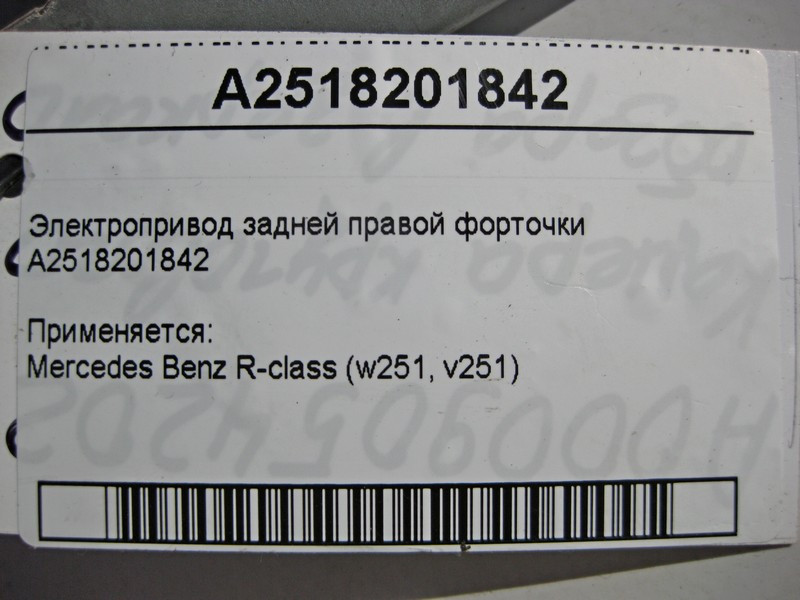 A2518201842
Электропривод задней правой форточки
A2518201842
Применяется:
Mercedes Benz R-class (w251, v251)